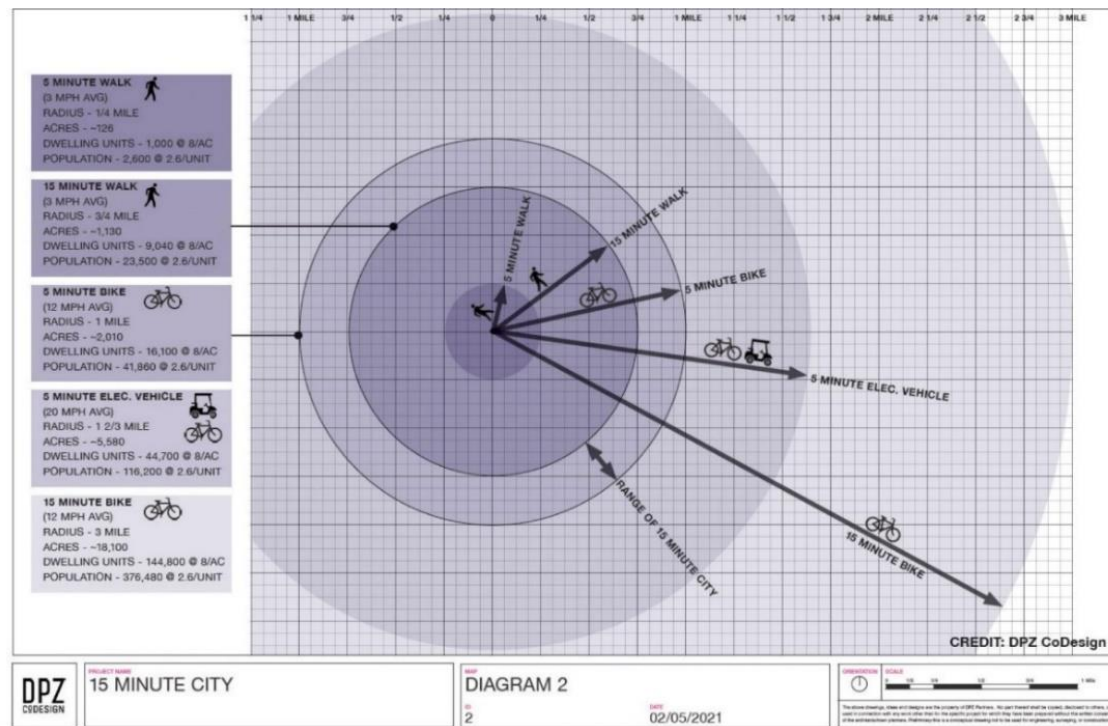 1 1/4 1 MILE 3/4 1/2 1/4 0 1/4 1/2 3/4 1 MILE 1 1/4 1 1/2 1 3/4 2 MILE 2 1/4 2 1/2 2 3/4 3 MILE
5 MINUTE WALK
(3 MPH AVG)
RADIUS - 1/4 MILE
ACRES - ~126
DWELLING UNITS - 1,000 @ 8/AC
POPULATION - 2,600 @ 2.6/UNIT
15 MINUTE WALK
(3 MPH AVG)
RADIUS - 3/4 MILE
ACRES - ~1,130
DWELLING UNITS - 9,040 @ 8/AC
POPULATION - 23,500 @ 2.6/UNIT
5 MINUTE BIKE
(12 MPH AVG)
RADIUS - 1 MILE
ACRES - ~2,010
DWELLING UNITS - 16,100 @ 8/AC
POPULATION - 41,860 @ 2.6/UNIT
5 MINUTE ELEC. VEHICLE
(20 MPH AVG)
RADIUS - 1 2/3 MILE
ACRES - ~5,580
DWELLING UNITS - 44,700 @ 8/AC
POPULATION - 116,200 @ 2.6/UNIT
15 MINUTE BIKE
(12 MPH AVG)
RADIUS - 3 MILE
ACRES - ~18,100
DWELLING UNITS - 144,800 @ 8/AC
POPULATION - 376,480 @ 2.6/UNIT
5 MINUTE WALK
15 MINUTE WALK
5 MINUTE BIKE
5 MINUTE ELEC. VEHICLE
15 MINUTE BIKE
RANGE OF 15 MINUTE CITY
CREDIT: DPZ CoDesign
DPZ
CODESIGN
PROJECT NAME
15 MINUTE CITY
MAP
DIAGRAM 2
ID
2
DATE
02/05/2021
ORIENTATION
SCALE